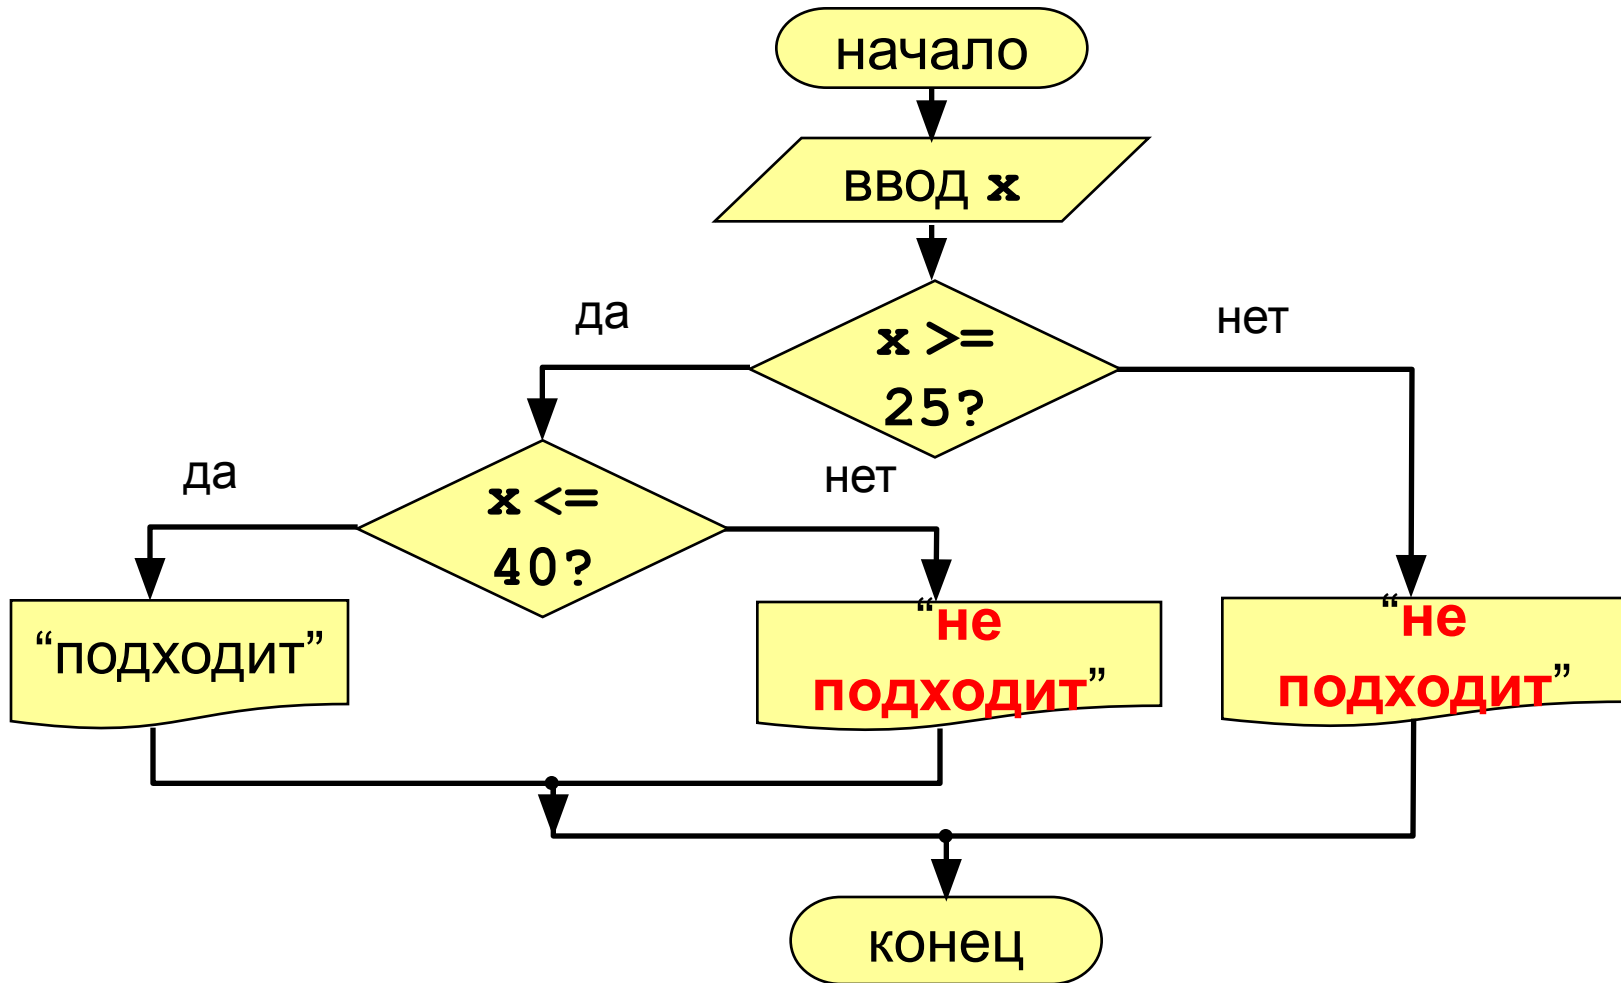 начало
ввод x
да
нет
x >=
25?
да
нет
x <=
40?
“подходит”
“не
подходит”
“не
подходит”
конец